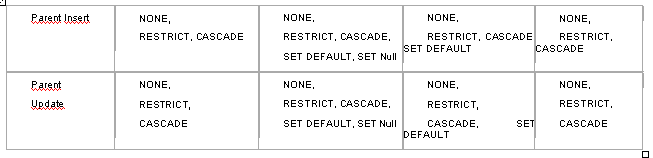 Parent Insert
NONE,
RESTRICT, CASCADE
NONE,
RESTRICT, CASCADE,
SET DEFAULT, SET Null
NONE,
RESTRICT, CASCADE
SET DEFAULT
NONE,
RESTRICT,
CASCADE
Parent
Update
NONE,
RESTRICT,
CASCADE
NONE,
RESTRICT, CASCADE,
SET DEFAULT, SET Null
NONE,
RESTRICT,
CASCADE, SET
DEFAULT
NONE,
RESTRICT,
CASCADE